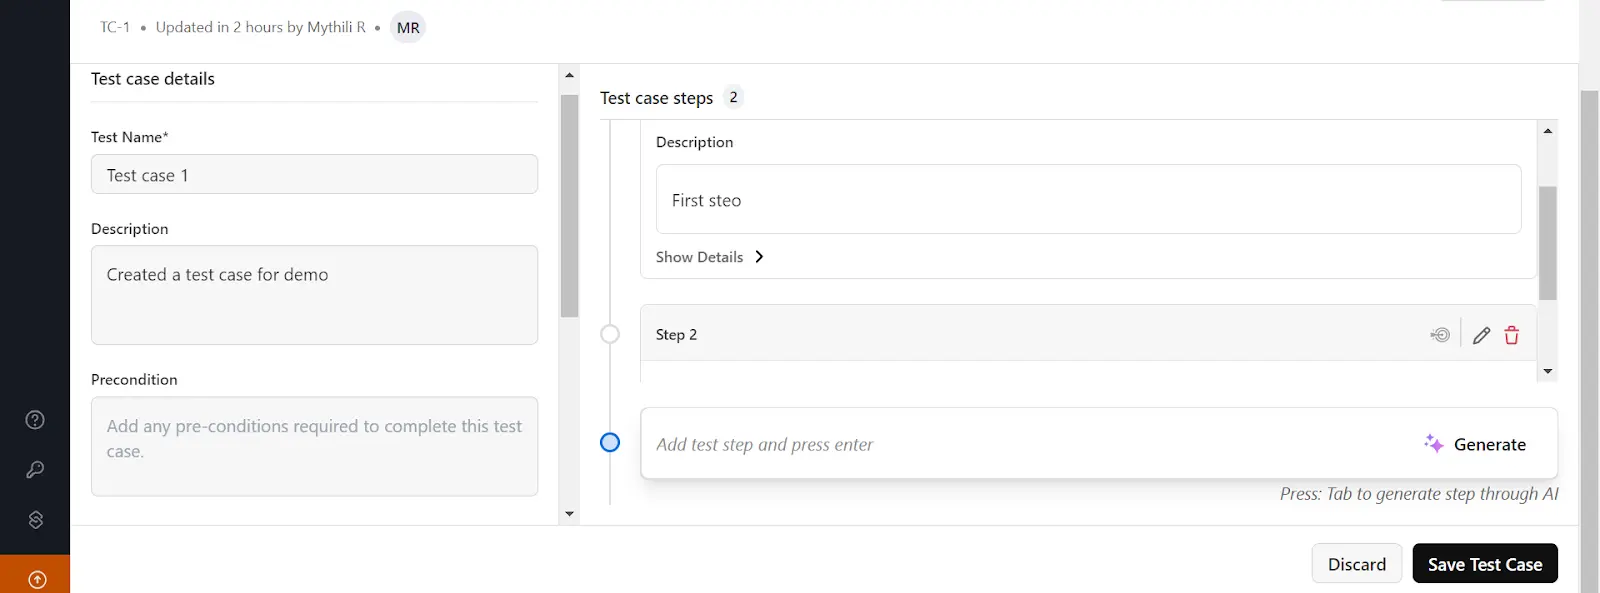 TC-1 • Updated in 2 hours by Mythili R • MR
Test case details
Test Name*
Test case 1
Description
Created a test case for demo
Precondition
Add any pre-conditions required to complete this test
case.
Test case steps 2
Description
First steo
Show Details
Step 2
Add test step and press enter
Generate
Press: Tab to generate step through AI
Discard
Save Test Case